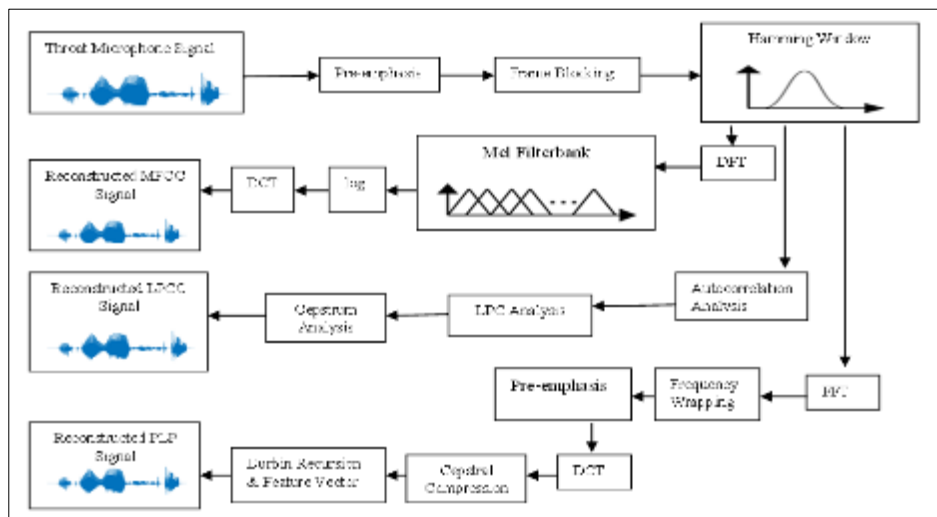 Throat Microphone Signal
Pre-emphasis
Frame Blocking
Hamming Window
DFT
Mel Filterbank
log
DCT
Reconstructed MFCC
Signal
Autocorrelation
Analysis
LPC Analysis
Cepstrum
Analysis
Reconstructed LPCC
Signal
FFT
Frequency
Wrapping
Pre-emphasis
DCT
Cepstral
Compression
Durbin Recursion
& Feature Vector
Reconstructed PLP
Signal